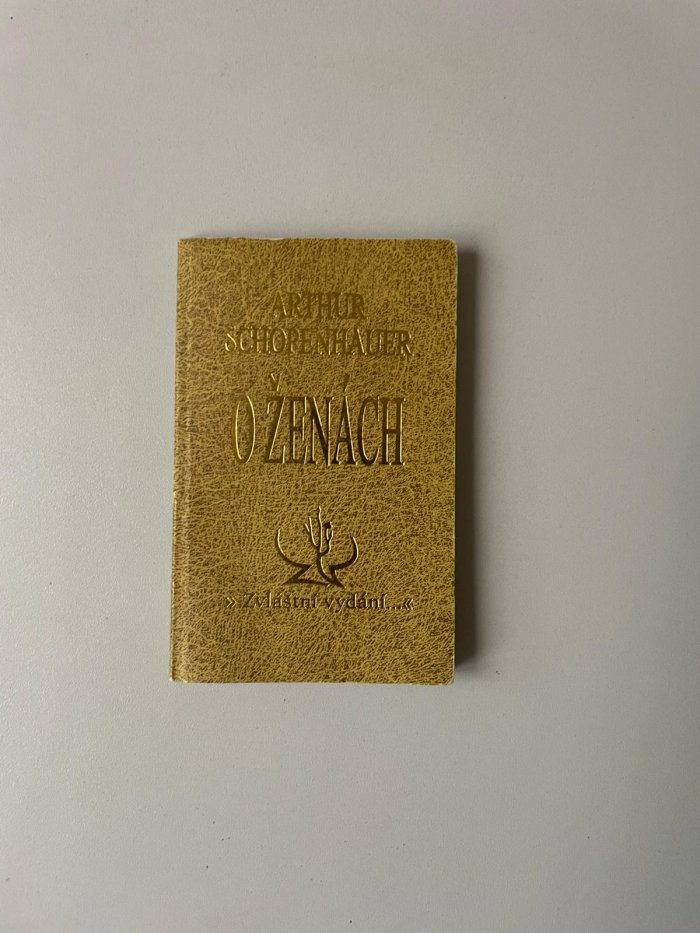 ARTHUR
SCHOPENHAUER
O ŽENÁCH
» Zvláštní vydání...«